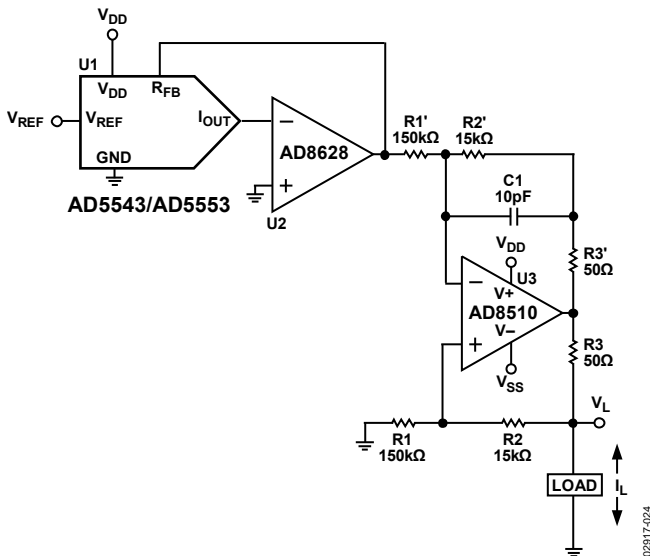 VDD
U1
VDD
RFB
VREF
VREF
IOUT
GND
AD5543/AD5553
−
AD8628
+
U2
R1'
150kΩ
R2'
15kΩ
C1
10pF
VDD
U3
R3'
50Ω
−
V+
AD8510
+
V−
VSS
R3
50Ω
VL
R1
150kΩ
R2
15kΩ
LOAD
IL
02917-024